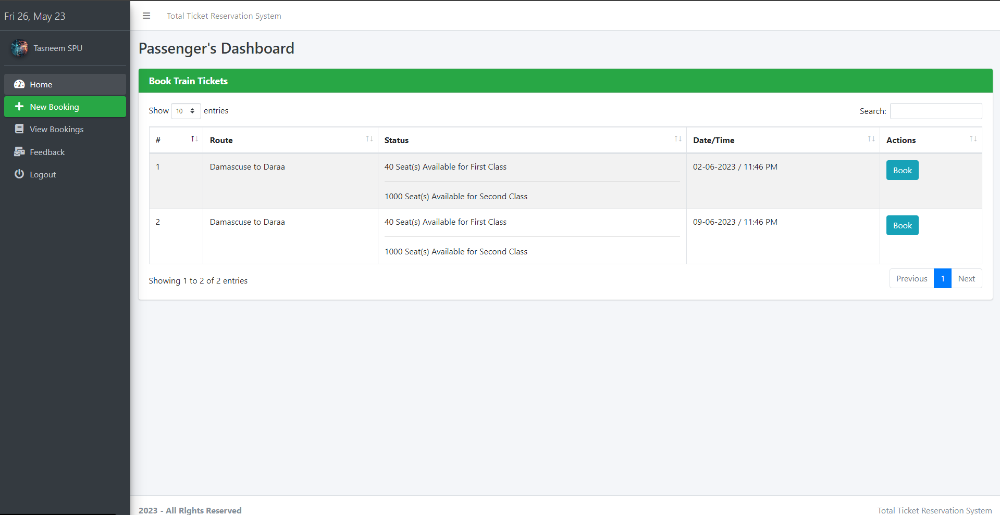 Fri 26, May 23
Total Ticket Reservation System
Tasneem SPU
Home
New Booking
View Bookings
Feedback
Logout
Passenger's Dashboard
Book Train Tickets
Show 10 entries
Search:
# Route Status Date/Time Actions
1 Damascuse to Daraa 40 Seat(s) Available for First Class 02-06-2023 / 11:46 PM Book
1000 Seat(s) Available for Second Class
2 Damascuse to Daraa 40 Seat(s) Available for First Class 09-06-2023 / 11:46 PM Book
1000 Seat(s) Available for Second Class
Showing 1 to 2 of 2 entries
Previous 1 Next
2023 - All Rights Reserved
Total Ticket Reservation System